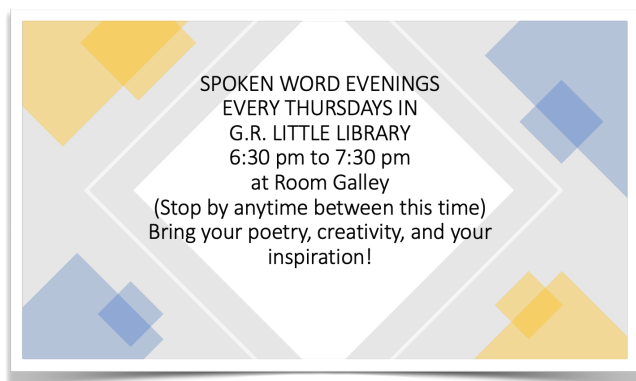 SPOKEN WORD EVENINGS
EVERY THURSDAYS IN
G.R. LITTLE LIBRARY
6:30 pm to 7:30 pm
at Room Galley
(Stop by anytime between this time)
Bring your poetry, creativity, and your
inspiration!